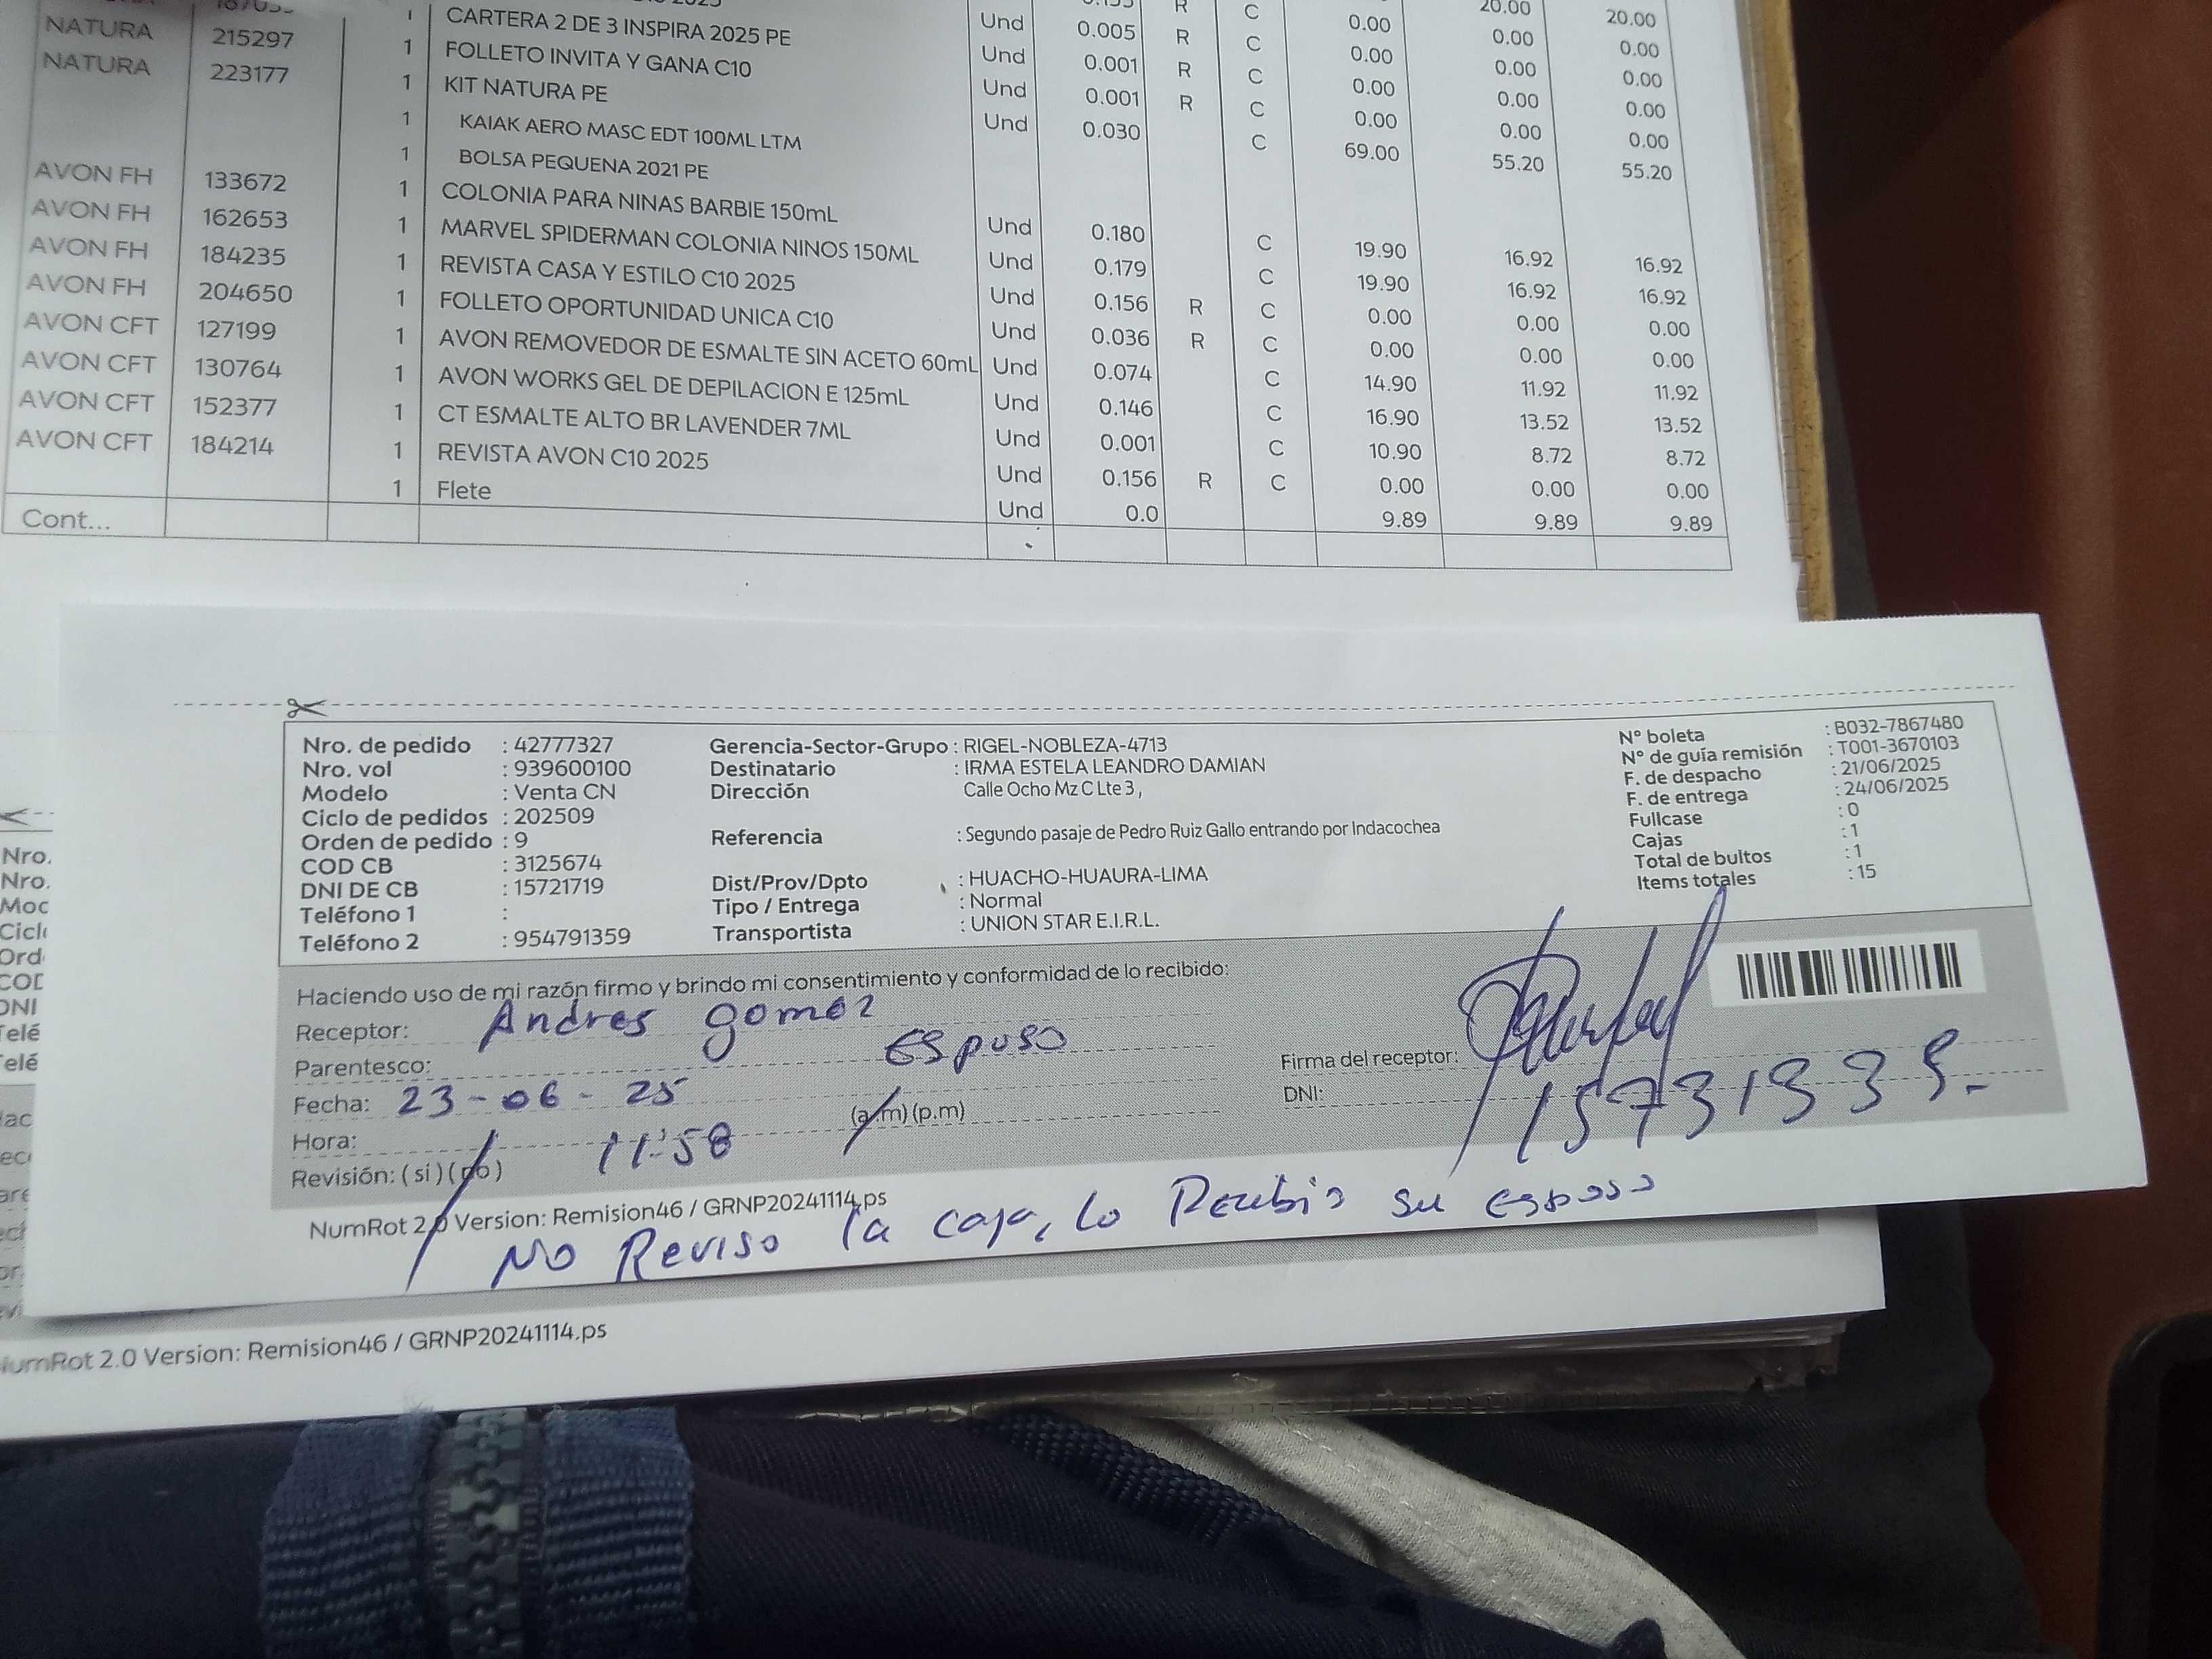 NATURA 215297 1 CARTERA 2 DE 3 INSPIRA 2025 PE Und 0.005 R C 0.00 0.00 0.00
NATURA 223177 1 FOLLETO INVITA Y GANA C10 Und 0.001 R C 0.00 0.00 0.00
1 KIT NATURA PE Und 0.001 R C 0.00 0.00 0.00
1 KAIAK AERO MASC EDT 100ML LTM Und 0.030 C 69.00 55.20 55.20
1 BOLSA PEQUENA 2021 PE
AVON FH 133672 1 COLONIA PARA NINAS BARBIE 150mL Und 0.180 C 19.90 16.92 16.92
AVON FH 162653 1 MARVEL SPIDERMAN COLONIA NINOS 150ML Und 0.179 C 19.90 16.92 16.92
AVON FH 184235 1 REVISTA CASA Y ESTILO C10 2025 Und 0.156 R C 0.00 0.00 0.00
AVON FH 204650 1 FOLLETO OPORTUNIDAD UNICA C10 Und 0.036 R C 0.00 0.00 0.00
AVON CFT 127199 1 AVON REMOVEDOR DE ESMALTE SIN ACETO 60mL Und 0.074 C 14.90 11.92 11.92
AVON CFT 130764 1 AVON WORKS GEL DE DEPILACION E 125mL Und 0.146 C 16.90 13.52 13.52
AVON CFT 152377 1 CT ESMALTE ALTO BR LAVENDER 7ML Und 0.001 C 10.90 8.72 8.72
AVON CFT 184214 1 REVISTA AVON C10 2025 Und 0.156 R C 0.00 0.00 0.00
1 Flete Und 0.0 9.89 9.89 9.89
Cont...
Nro. de pedido : 42777327
Nro. vol : 939600100
Modelo : Venta CN
Ciclo de pedidos : 202509
Orden de pedido : 9
COD CB : 3125674
DNI DE CB : 15721719
Teléfono 1 :
Teléfono 2 : 954791359
Gerencia-Sector-Grupo : RIGEL-NOBLEZA-4713
Destinatario : IRMA ESTELA LEANDRO DAMIAN
Dirección Calle Ocho Mz C Lte 3 ,
Referencia : Segundo pasaje de Pedro Ruiz Gallo entrando por Indacochea
Dist/Prov/Dpto : HUACHO-HUAURA-LIMA
Tipo / Entrega : Normal
Transportista : UNION STAR E.I.R.L.
N° boleta : B032-7867480
N° de guía remisión : T001-3670103
F. de despacho : 21/06/2025
F. de entrega : 24/06/2025
Fullcase : 0
Cajas : 1
Total de bultos : 1
Items totales : 15
Haciendo uso de mi razón firmo y brindo mi consentimiento y conformidad de lo recibido:
Receptor: Andres gomez
Parentesco: Esposo
Fecha: 23-06-25
Hora: 11:58 (a.m) (p.m)
Revisión: ( si ) ( no )
Firma del receptor:
DNI: 15731939.
NumRot 2.0 Version: Remision46 / GRNP20241114.ps
NO Reviso la caja, lo Recibio su esposo
NumRot 2.0 Version: Remision46 / GRNP20241114.ps